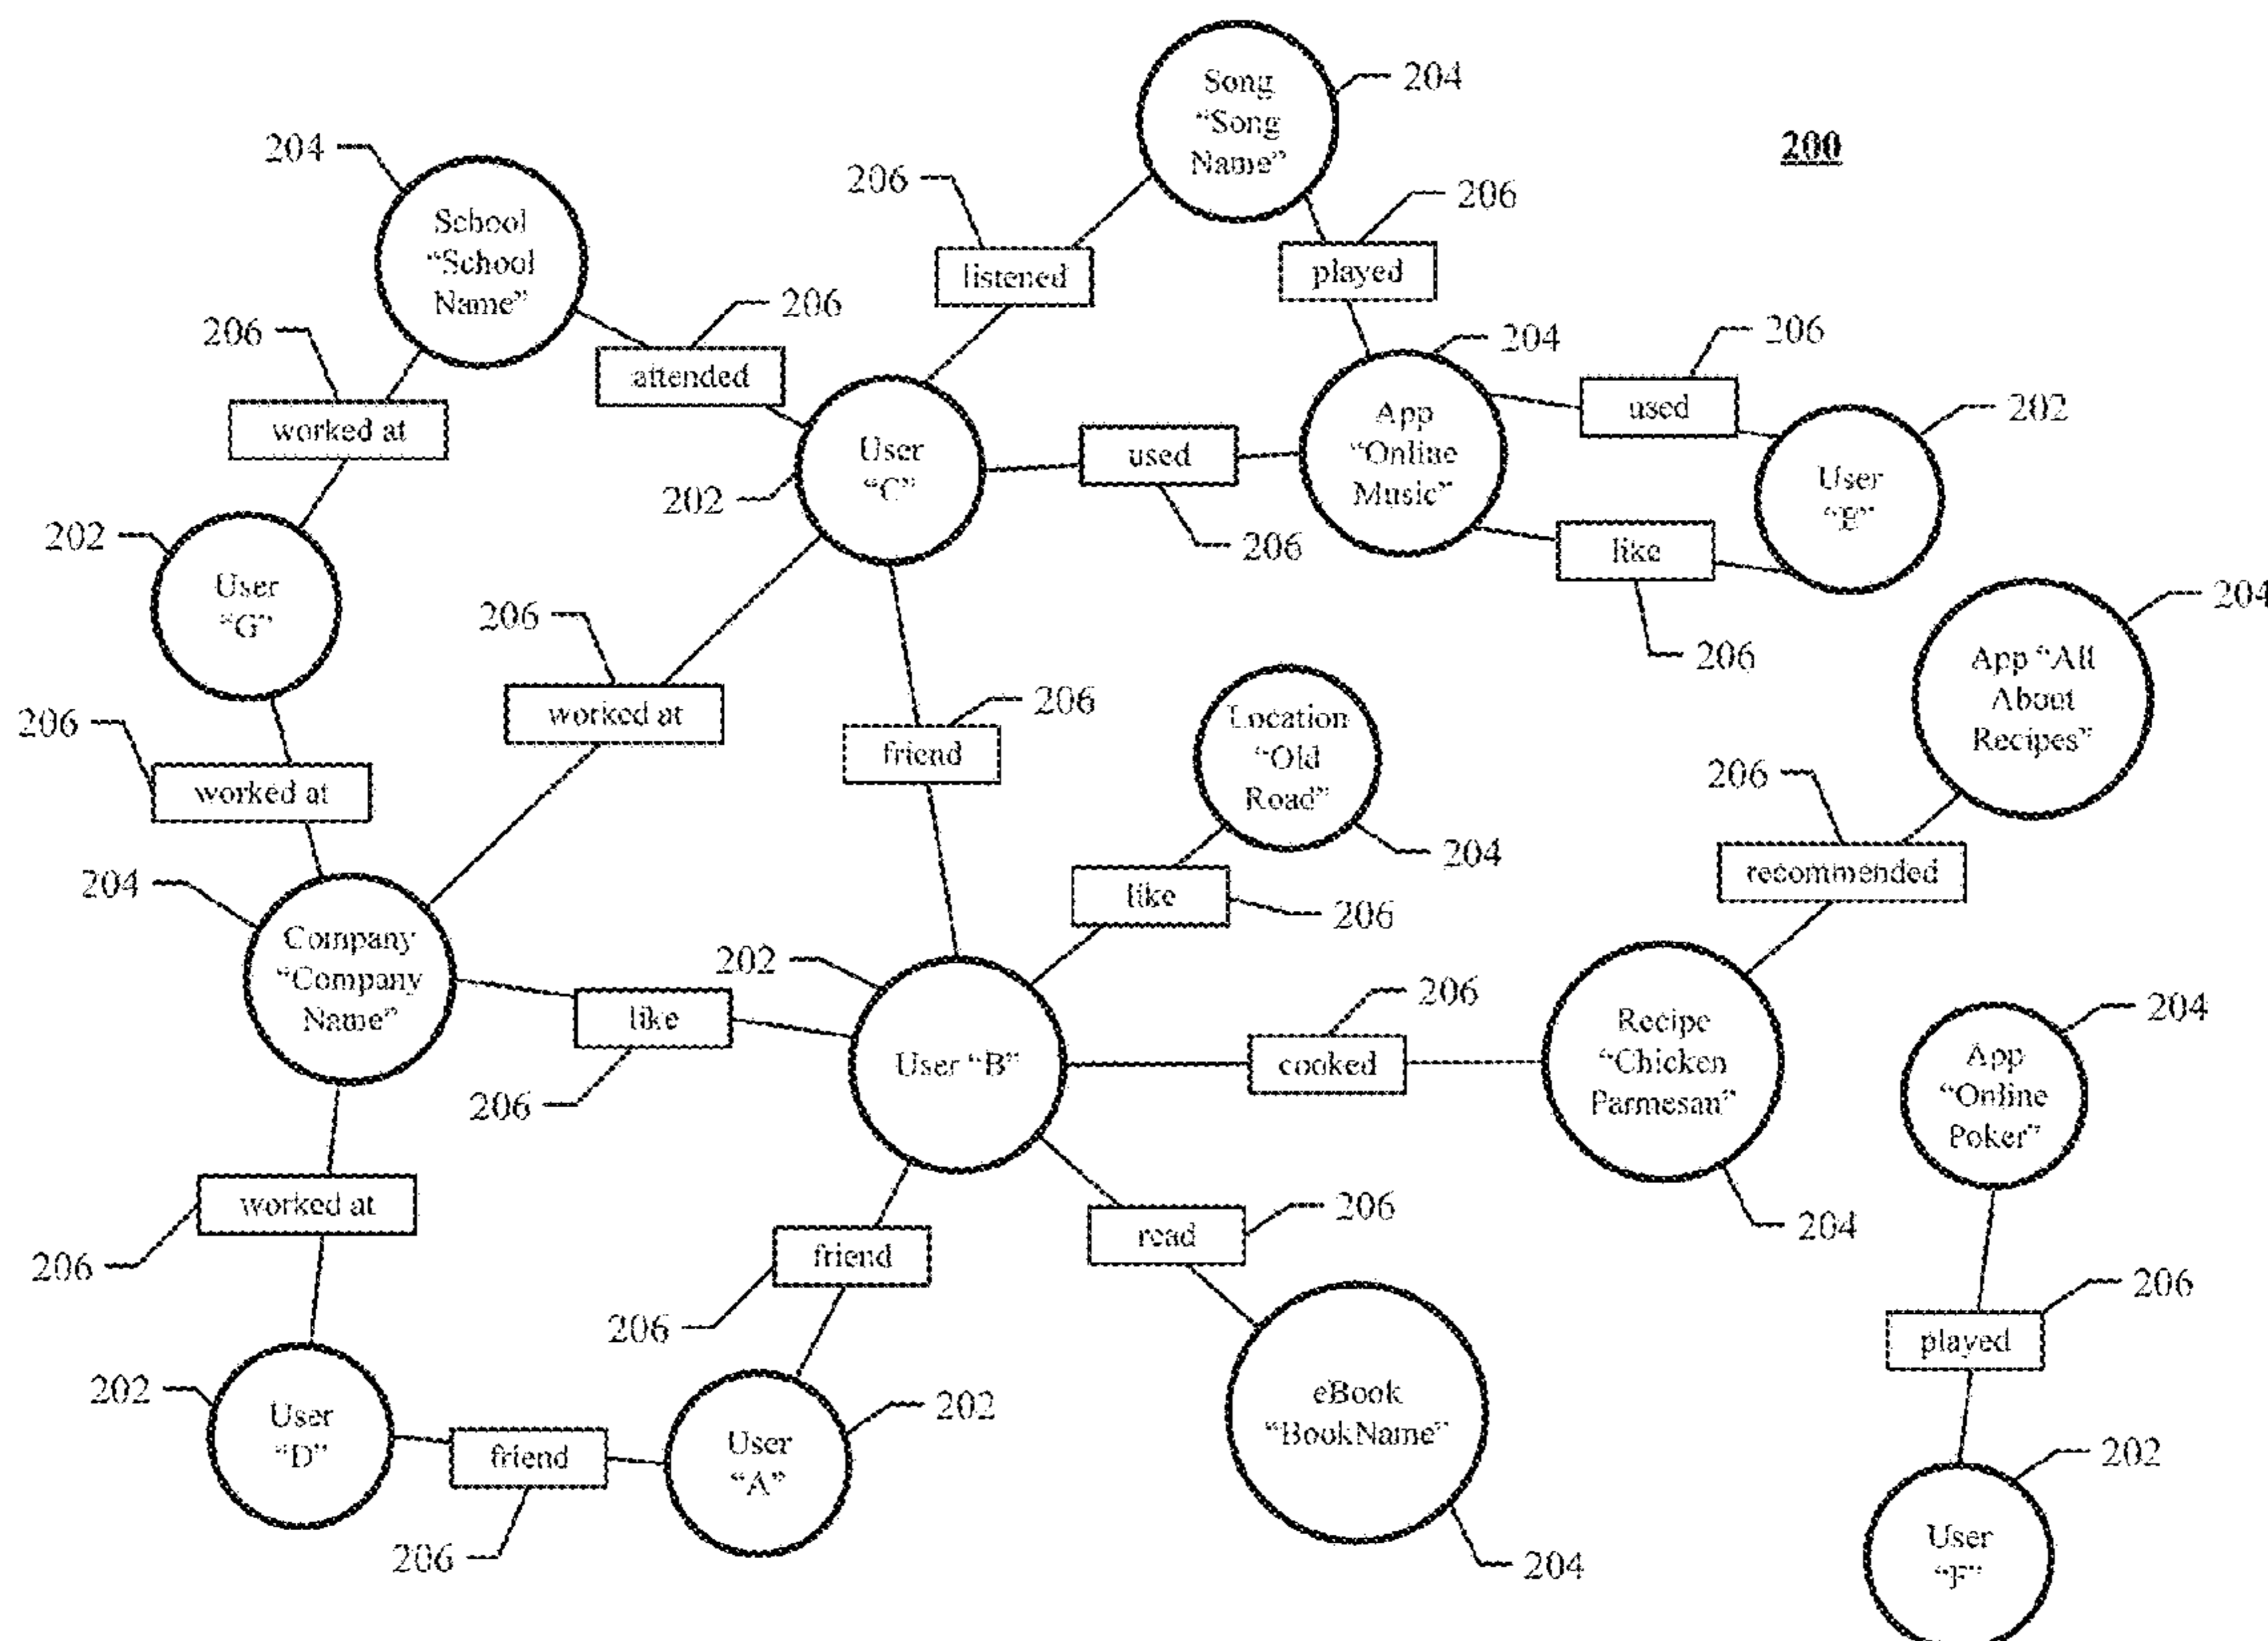 200
204
Song
“Song
Name”
204
School
“School
Name”
206
listened
206
played
206
attended
206
worked at
204
App
“Online
Music”
206
used
202
User
“E”
User
“C”
202
used
206
like
206
202
User
“G”
204
App “All
About
Recipes”
206
worked at
206
friend
Location
“Old
Road”
204
206
worked at
206
recommended
like
206
204
Company
“Company
Name”
like
206
202
User “B”
206
cooked
Recipe
“Chicken
Parmesan”
204
204
App
“Online
Poker”
worked at
206
friend
206
read
206
206
played
202
User
“D”
friend
206
202
User
“A”
eBook
“BookName”
204
202
User
“F”